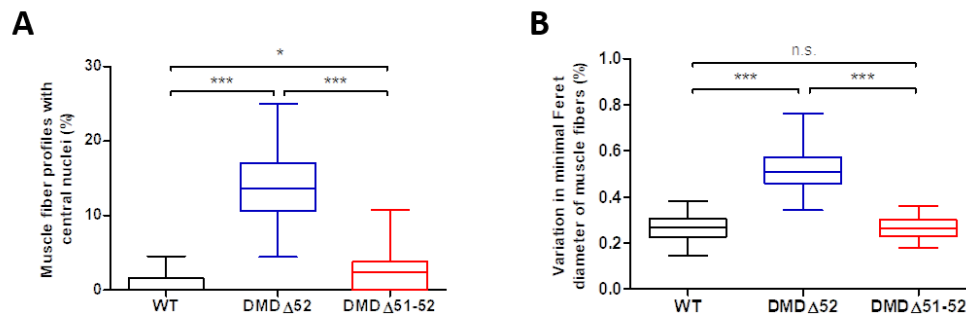 A
Muscle fiber profiles with
central nuclei (%)
30
20
10
0
*
***
***
WT
DMDΔ52
DMDΔ51-52
B
Variation in minimal Feret
diameter of muscle fibers (%)
1.0
0.8
0.6
0.4
0.2
0.0
n.s.
***
***
WT
DMDΔ52
DMDΔ51-52